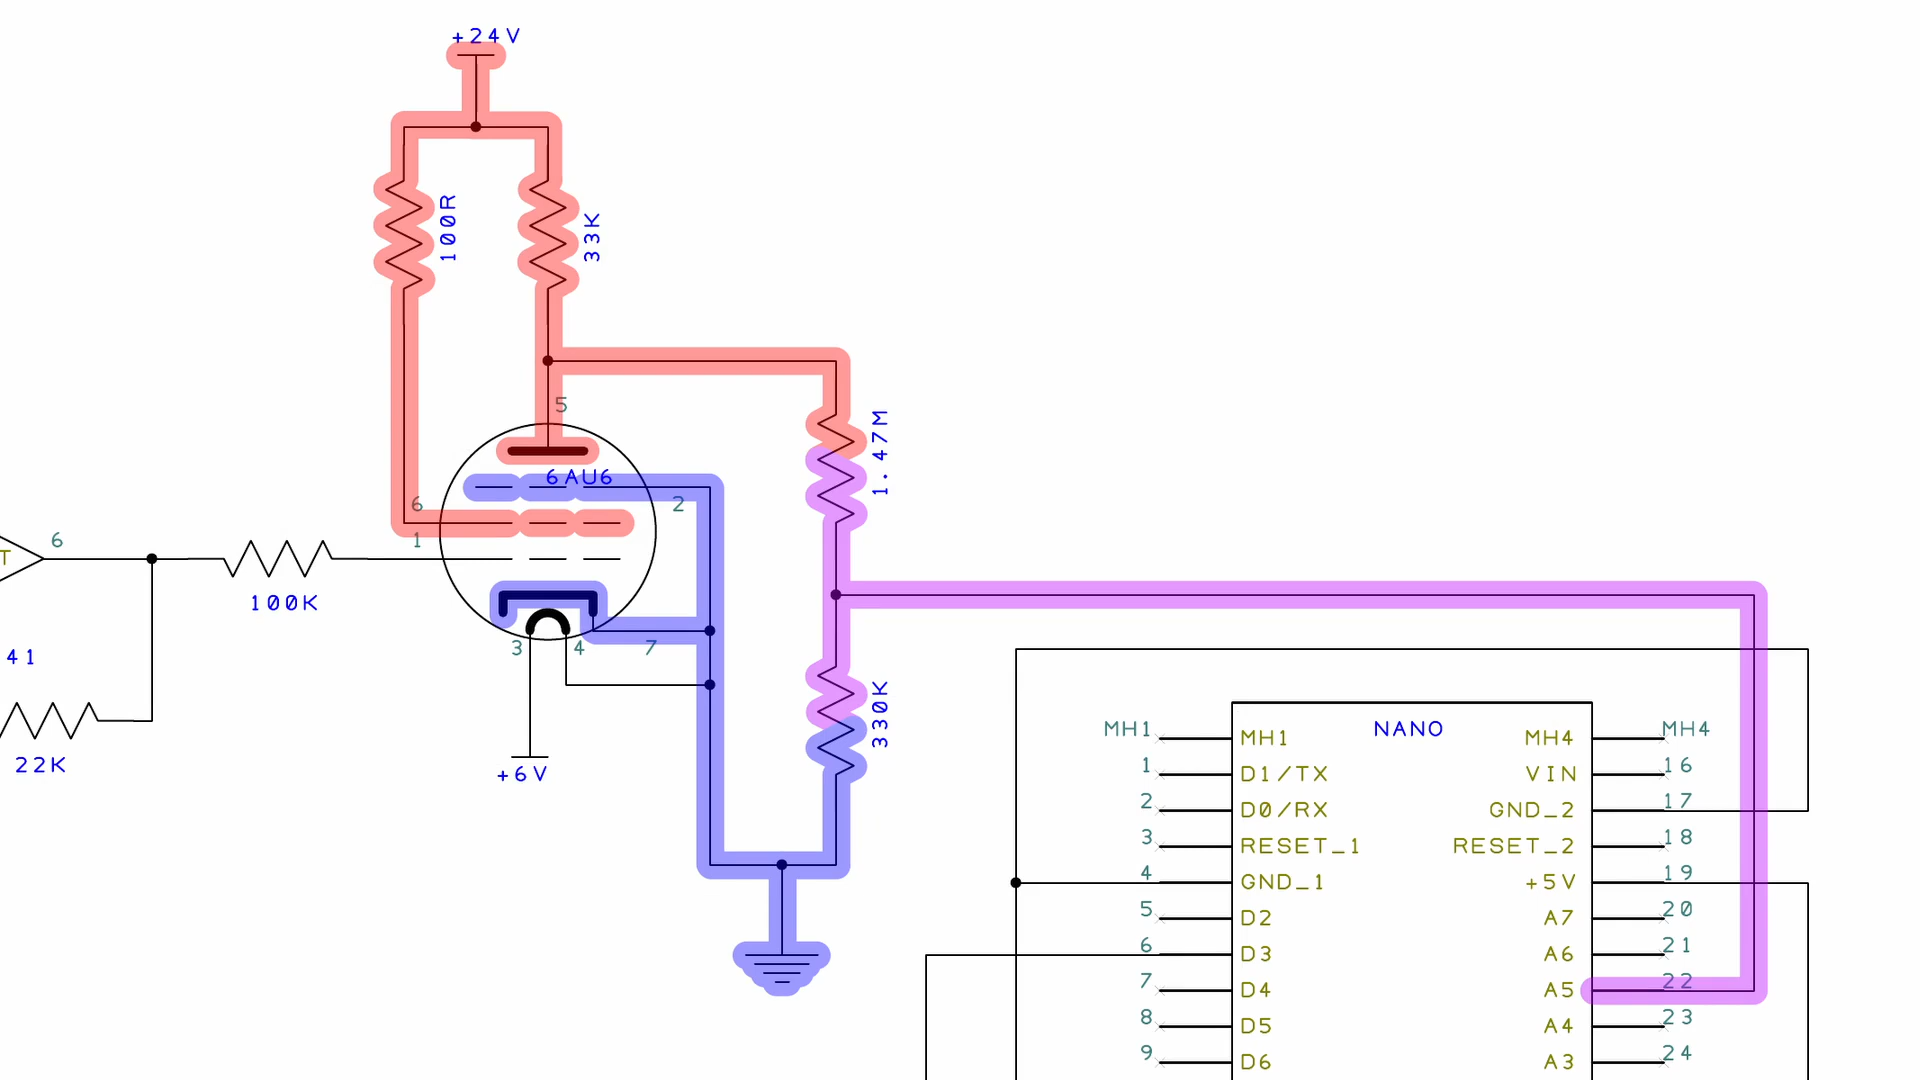 +24V
100R
33K
5
6AU6
6
2
1
1.47M
6
T
100K
3
4
7
41
330K
22K
+6V
NANO
MH1
MH1
MH4
MH4
1
D1/TX
VIN
16
2
D0/RX
GND_2
17
3
RESET_1
RESET_2
18
4
GND_1
+5V
19
5
D2
A7
20
6
D3
A6
21
7
D4
A5
22
8
D5
A4
23
9
D6
A3
24